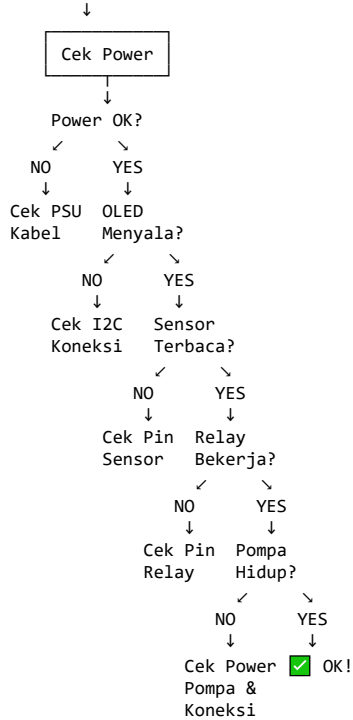 ↓
Cek Power
↓
Power OK?
↙ ↘
NO YES
↓ ↓
Cek PSU OLED
Kabel Menyala?
↙ ↘
NO YES
↓ ↓
Cek I2C Sensor
Koneksi Terbaca?
↙ ↘
NO YES
↓ ↓
Cek Pin Relay
Sensor Bekerja?
↙ ↘
NO YES
↓ ↓
Cek Pin Pompa
Relay Hidup?
↙ ↘
NO YES
↓ ↓
Cek Power ✅ OK!
Pompa &
Koneksi